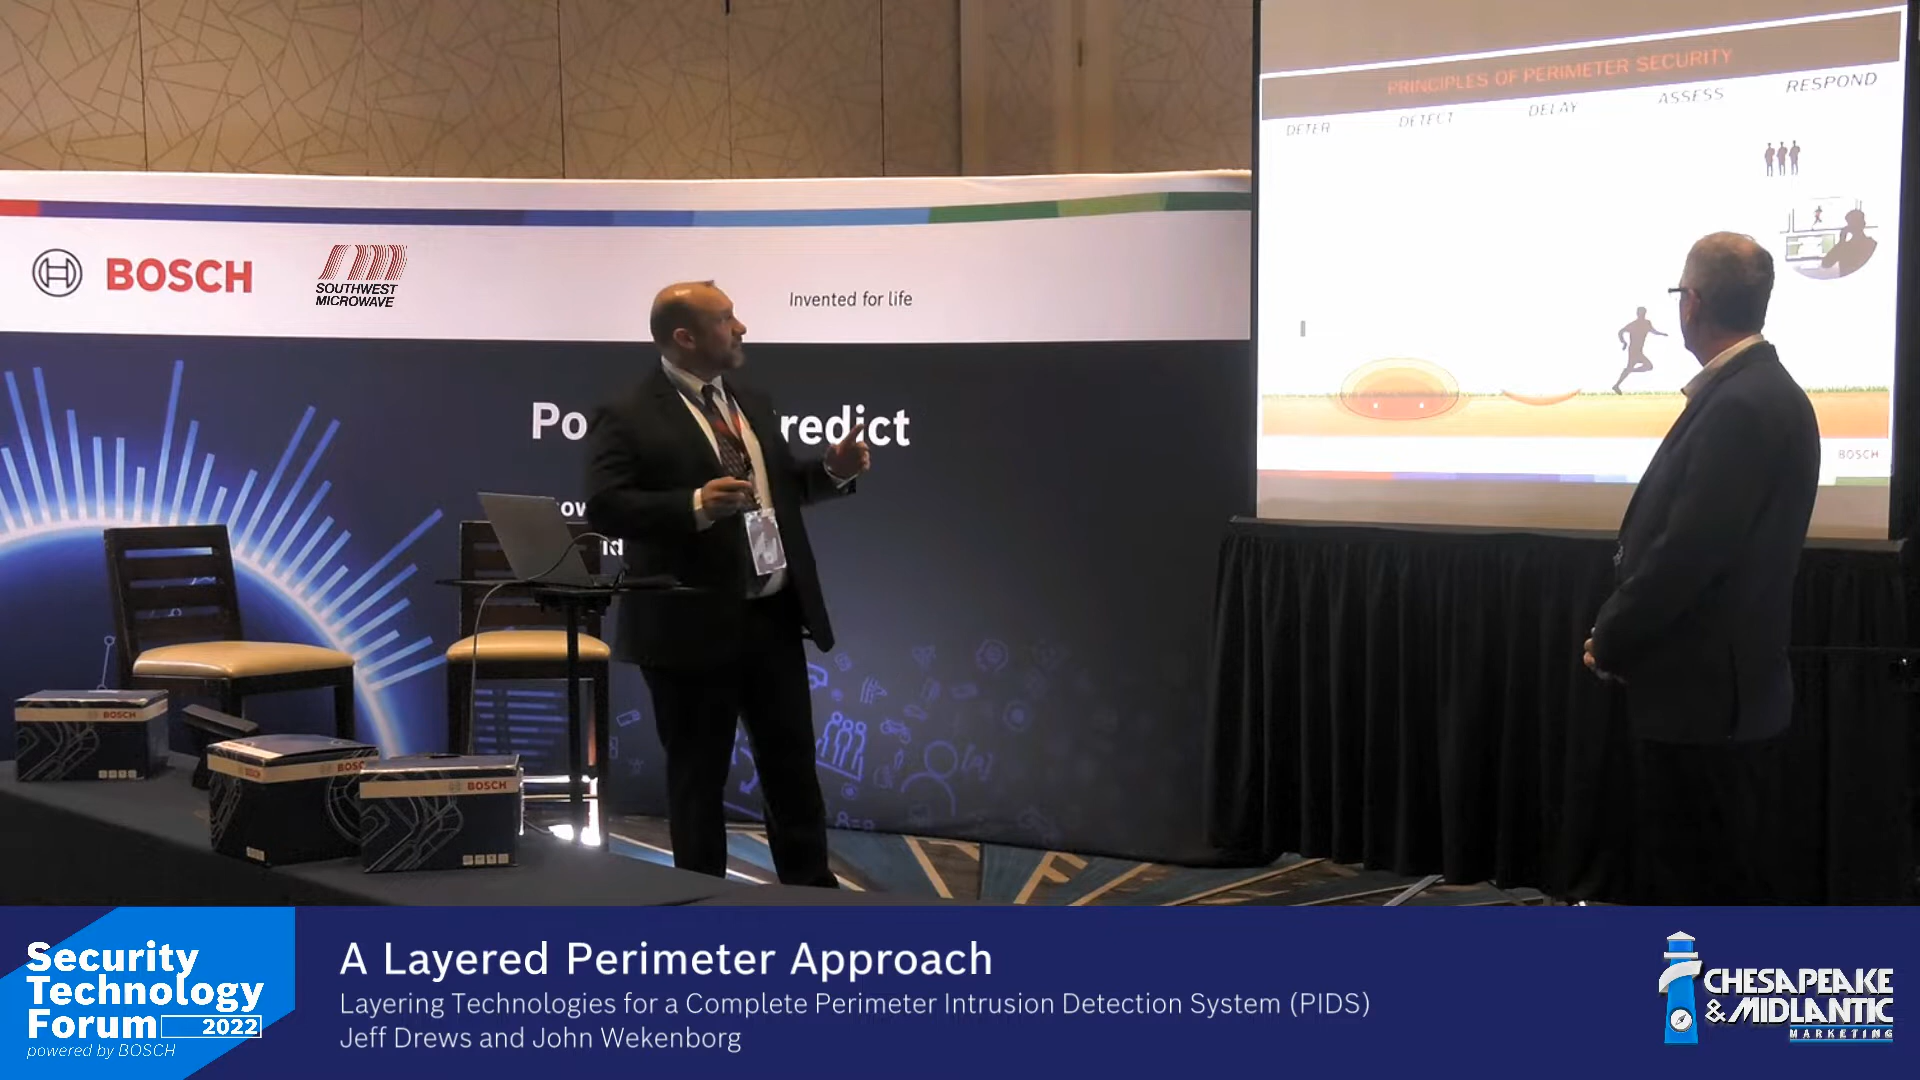 PRINCIPLES OF PERIMETER SECURITY
DETER
DETECT
DELAY
ASSESS
RESPOND
BOSCH
BOSCH
SOUTHWEST
MICROWAVE
Invented for life
Po redict
BOSCH
BOSCH
BOSCH
Security
Technology
Forum 2022
powered by BOSCH
A Layered Perimeter Approach
Layering Technologies for a Complete Perimeter Intrusion Detection System (PIDS)
Jeff Drews and John Wekenborg
CHESAPEAKE
& MIDLANTIC
MARKETING